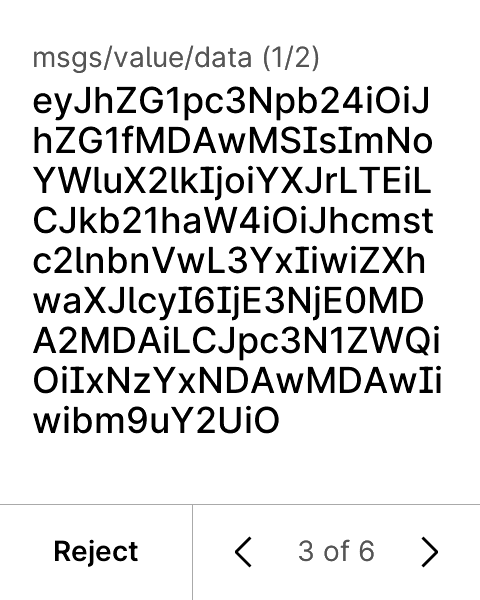 msgs/value/data (1/2)
eyJhZG1pc3Npb24iOiJ
hZG1fMDAwMSIsImNo
YWluX2lkIjoiYXJrLTEiL
CJkb21haW4iOiJhcmst
c2lnbnVwL3YxIiwiZXh
waXJlcyI6IjE3NjE0MD
A2MDAiLCJpc3N1ZWQi
OiIxNzYxNDAwMDAwIi
wibm9uY2UiO
Reject
3 of 6